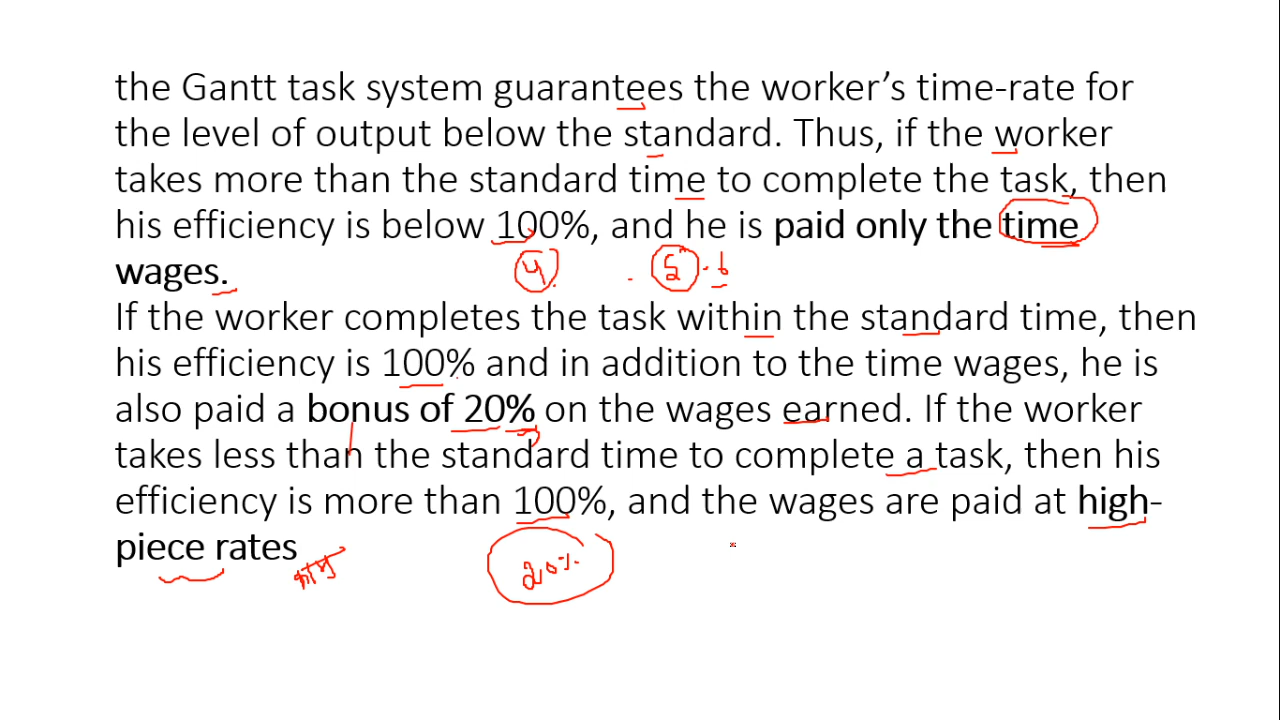 the Gantt task system guarantees the worker’s time-rate for
the level of output below the standard. Thus, if the worker
takes more than the standard time to complete the task, then
his efficiency is below 100%, and he is paid only the time
4 5 6
wages.
If the worker completes the task within the standard time, then
his efficiency is 100% and in addition to the time wages, he is
also paid a bonus of 20% on the wages earned. If the worker
takes less than the standard time to complete a task, then his
efficiency is more than 100%, and the wages are paid at high-
piece rates
20%